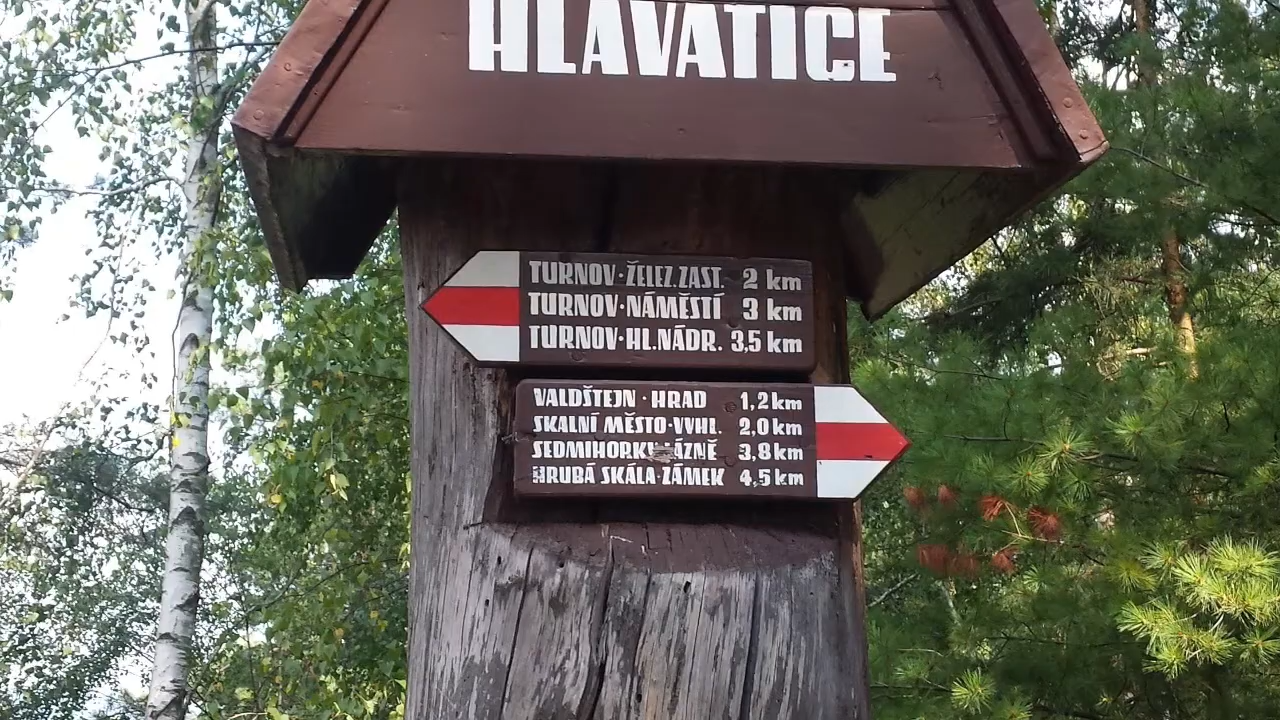 HLAVATICE
TURNOV·ŽELEZ.ZAST. 2 km
TURNOV·NÁMĚSTÍ 3 km
TURNOV·HL.NÁDR. 3,5 km
VALDŠTEJN·HRAD 1,2 km
SKALNÍ MĚSTO·VYHL. 2,0 km
SEDMIHORKY 3,8 km
HRUBÁ SKÁLA·ZÁMEK 4,5 km